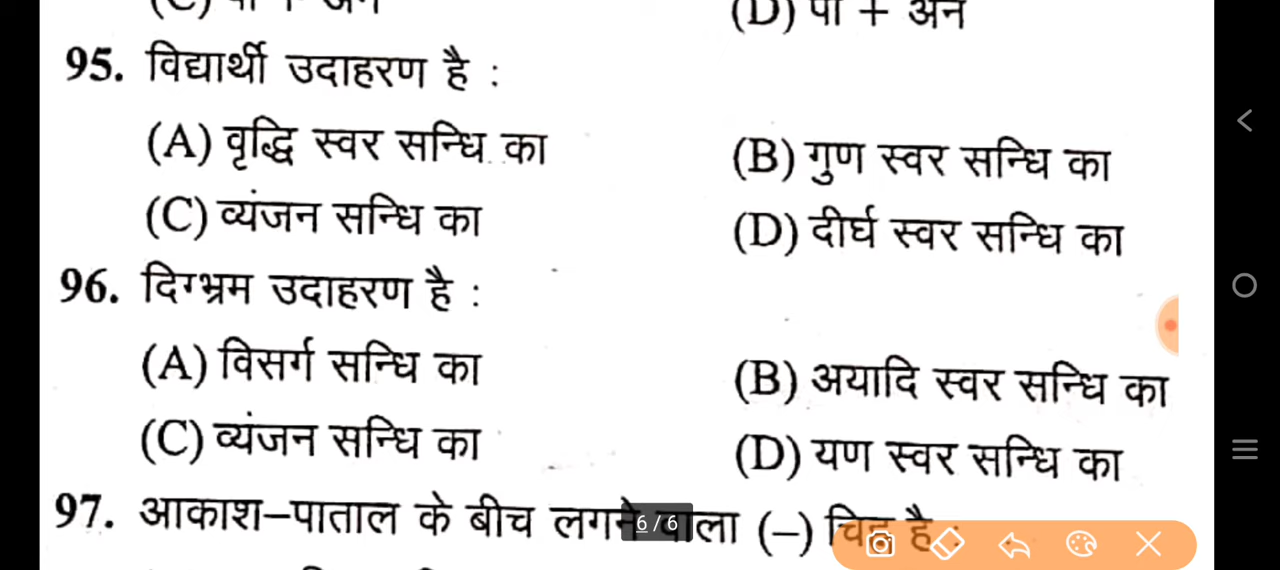 (D) पो + अन
95. विद्यार्थी उदाहरण है :
(A) वृद्धि स्वर सन्धि का (B) गुण स्वर सन्धि का
(C) व्यंजन सन्धि का (D) दीर्घ स्वर सन्धि का
96. दिग्भ्रम उदाहरण है :
(A) विसर्ग सन्धि का (B) अयादि स्वर सन्धि का
(C) व्यंजन सन्धि का (D) यण स्वर सन्धि का
97. आकाश–पाताल के बीच लगने वाला (–) चिह्न है :
6 / 6